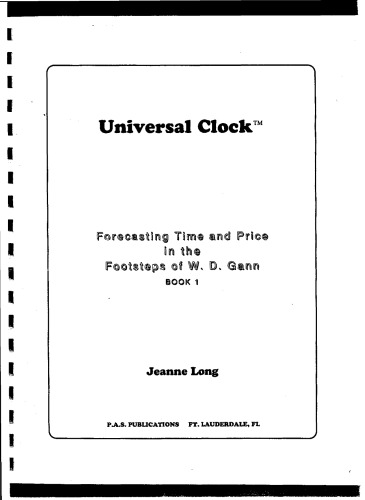 Universal Clock™
Forecasting Time and Price
in the
Footsteps of W. D. Gann
BOOK 1
Jeanne Long
P.A.S. PUBLICATIONS FT. LAUDERDALE, FL